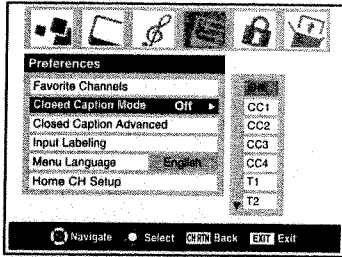 Preferences
Favorite Channels
Closed Caption Mode Off
Closed Caption Advanced
Input Labeling
Menu Language English
Home CH Setup
Off
CC1
CC2
CC3
CC4
T1
T2
Navigate Select CH RTN Back EXIT Exit